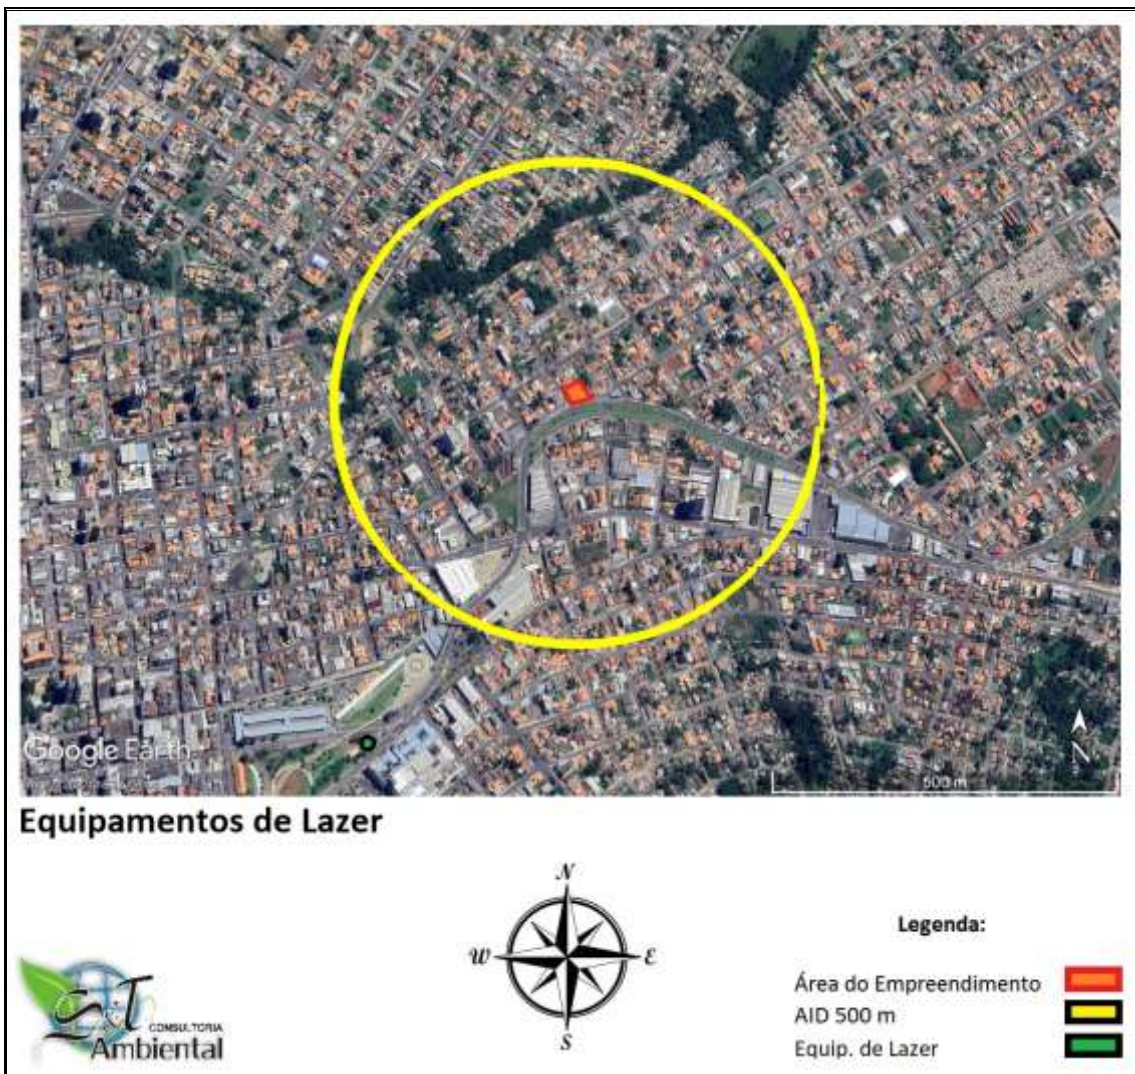 Google Earth
500 m
Equipamentos de Lazer
N
W
E
S
Legenda:
Área do Empreendimento
AID 500 m
Equip. de Lazer
CONSULTORIA
Ambiental